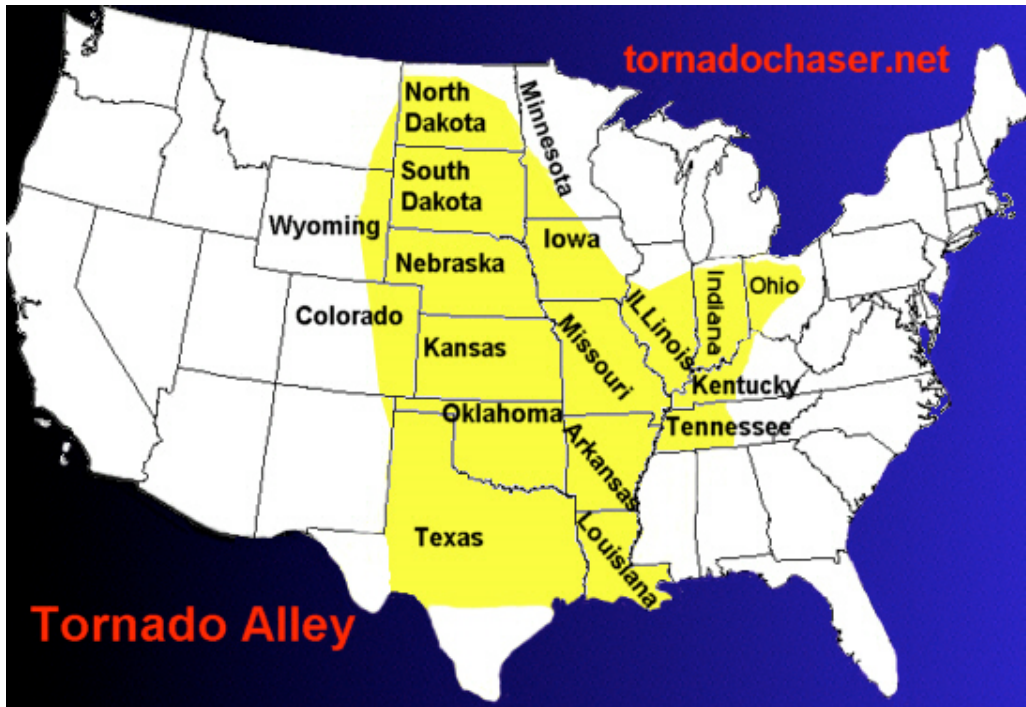 tornadochaser.net
North
Dakota
Minnesota
South
Dakota
Wyoming
Iowa
Nebraska
Colorado
Kansas
Missouri
ILLinois
Indiana
Ohio
Kentucky
Oklahoma
Tennessee
Arkansas
Texas
Louisiana
Tornado Alley